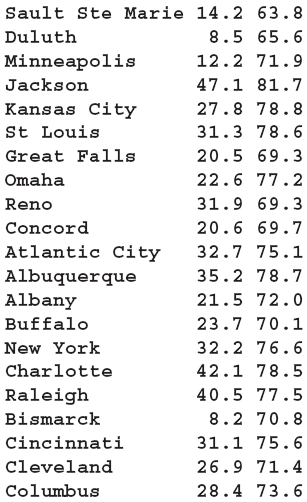 Sault Ste Marie 14.2 63.8
Duluth 8.5 65.6
Minneapolis 12.2 71.9
Jackson 47.1 81.7
Kansas City 27.8 78.8
St Louis 31.3 78.6
Great Falls 20.5 69.3
Omaha 22.6 77.2
Reno 31.9 69.3
Concord 20.6 69.7
Atlantic City 32.7 75.1
Albuquerque 35.2 78.7
Albany 21.5 72.0
Buffalo 23.7 70.1
New York 32.2 76.6
Charlotte 42.1 78.5
Raleigh 40.5 77.5
Bismarck 8.2 70.8
Cincinnati 31.1 75.6
Cleveland 26.9 71.4
Columbus 28.4 73.6